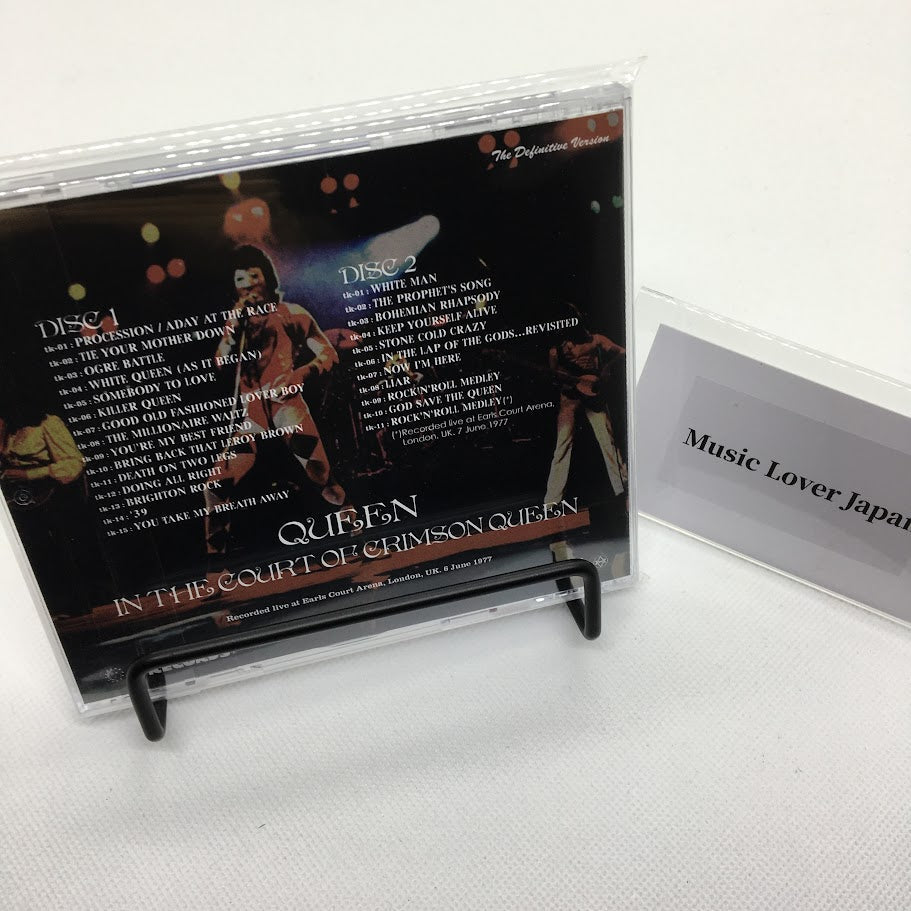 The Definitive Version
DISC 1
tk-01 : PROCESSION / ADAY AT THE RACE
tk-02 : TIE YOUR MOTHER DOWN
tk-03 : OGRE BATTLE
tk-04 : WHITE QUEEN (AS IT BEGAN)
tk-05 : SOMEBODY TO LOVE
tk-06 : KILLER QUEEN
tk-07 : GOOD OLD FASHIONED LOVER BOY
tk-08 : THE MILLIONAIRE WALTZ
tk-09 : YOU'RE MY BEST FRIEND
tk-10 : BRING BACK THAT LEROY BROWN
tk-11 : DEATH ON TWO LEGS
tk-12 : DOING ALL RIGHT
tk-13 : BRIGHTON ROCK
tk-14 : '39
tk-15 : YOU TAKE MY BREATH AWAY
DISC 2
tk-01 : WHITE MAN
tk-02 : THE PROPHET'S SONG
tk-03 : BOHEMIAN RHAPSODY
tk-04 : KEEP YOURSELF ALIVE
tk-05 : STONE COLD CRAZY
tk-06 : IN THE LAP OF THE GODS...REVISITED
tk-07 : NOW I'M HERE
tk-08 : LIAR
tk-09 : ROCK'N'ROLL MEDLEY
tk-10 : GOD SAVE THE QUEEN
tk-11 : ROCK'N'ROLL MEDLEY(*)
(*)Recorded live at Earls Court Arena,
London, UK. 7 June 1977
QUEEN
IN THE COURT OF CRIMSON QUEEN
Recorded live at Earls Court Arena, London, UK. 6 June 1977
RECORDS
Music Lover Japan